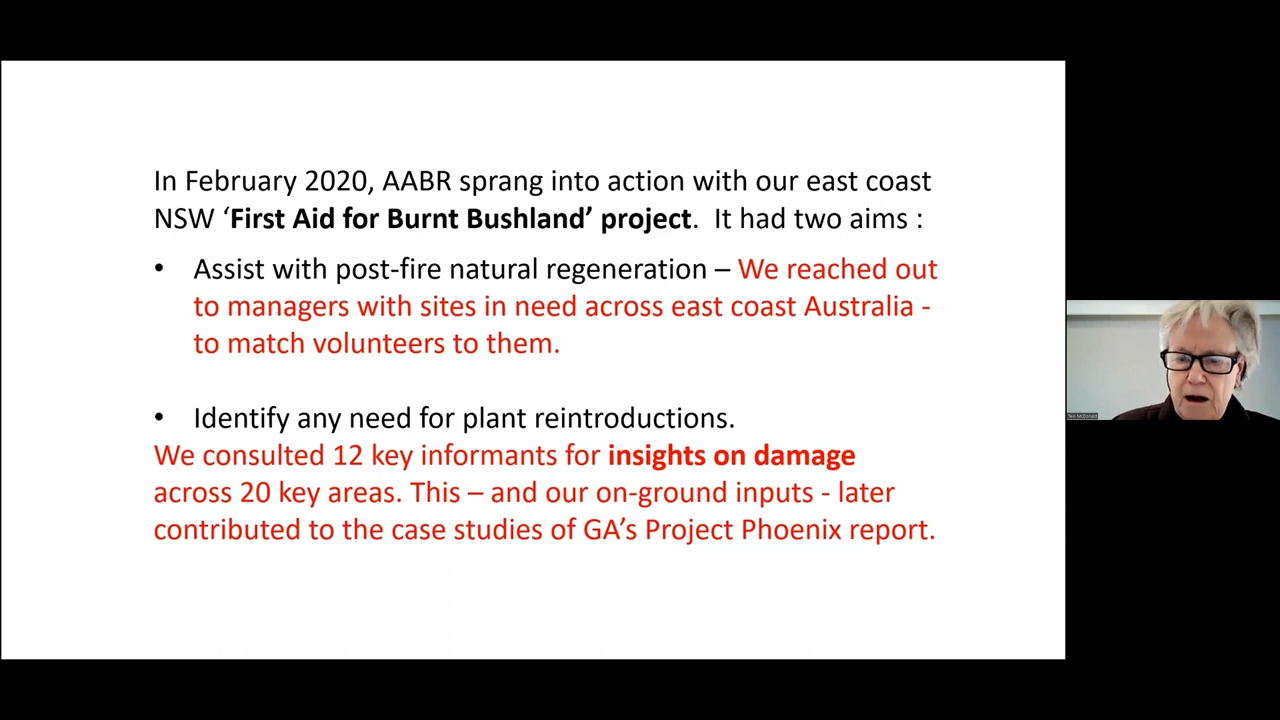 In February 2020, AABR sprang into action with our east coast
NSW ‘First Aid for Burnt Bushland’ project. It had two aims :
• Assist with post-fire natural regeneration – We reached out
to managers with sites in need across east coast Australia -
to match volunteers to them.
• Identify any need for plant reintroductions.
We consulted 12 key informants for insights on damage
across 20 key areas. This – and our on-ground inputs - later
contributed to the case studies of GA’s Project Phoenix report.
Tein McDonald